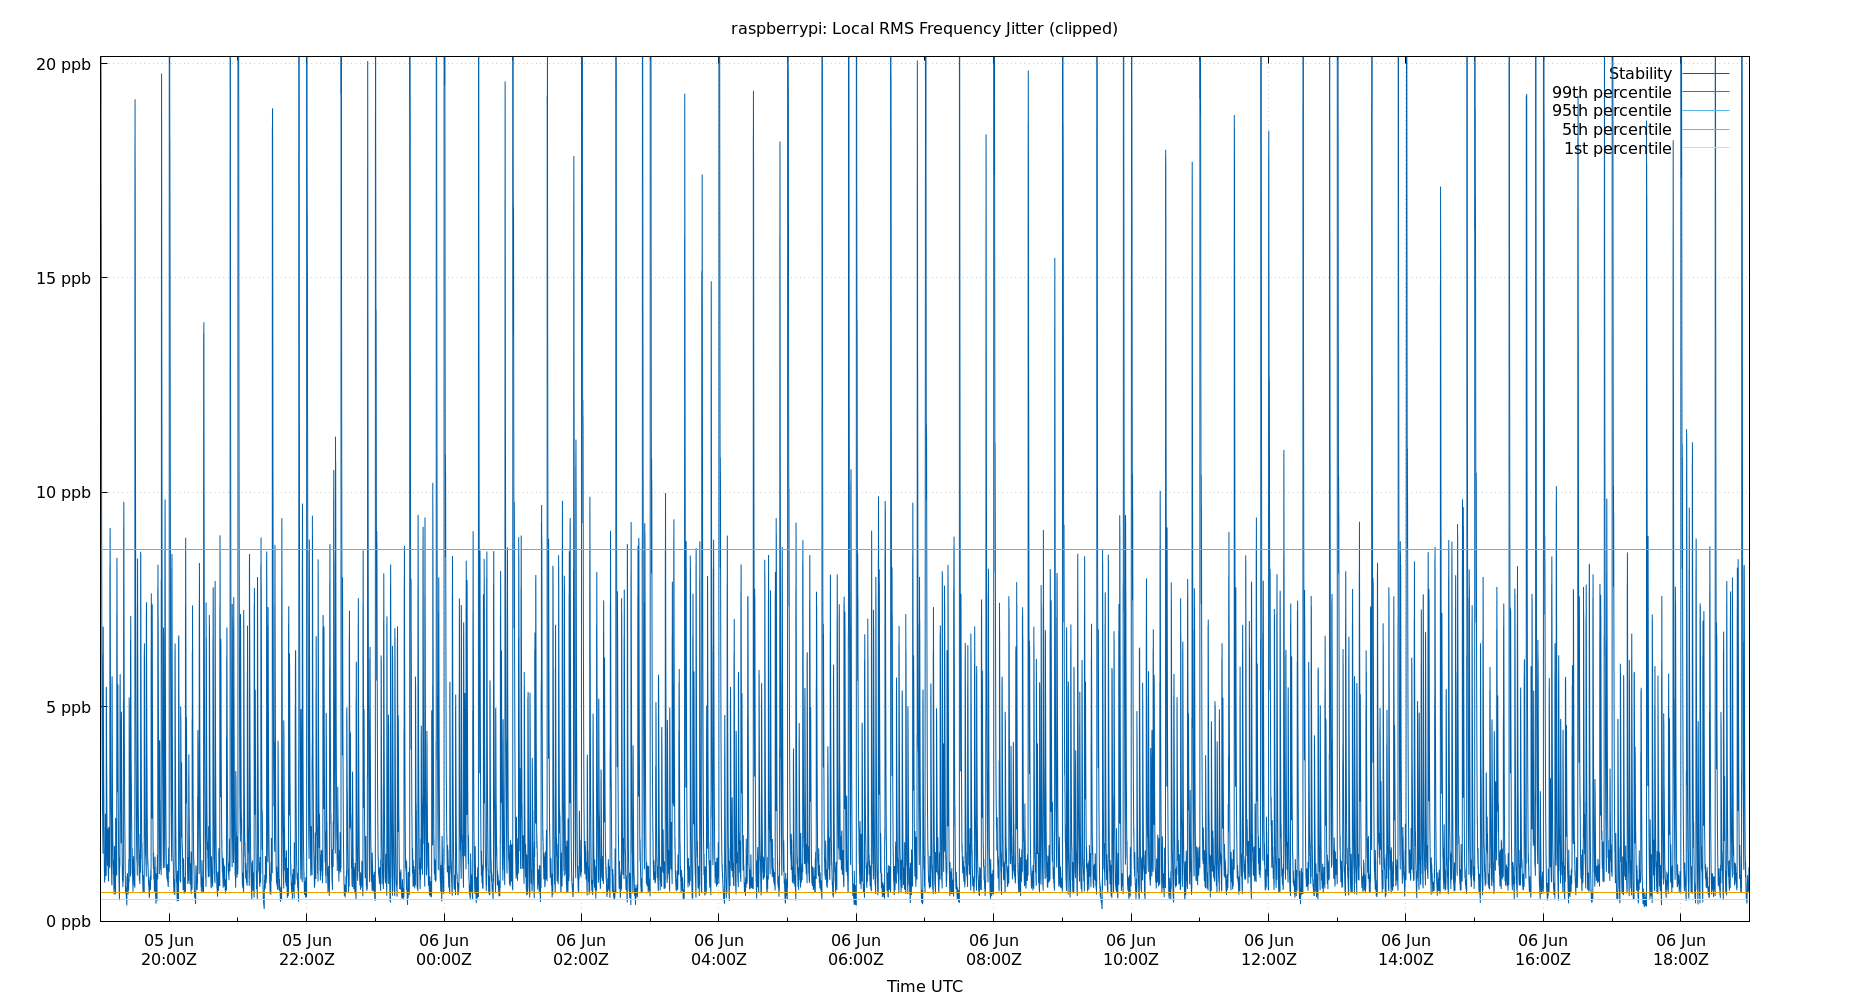 raspberrypi: Local RMS Frequency Jitter (clipped)
20 ppb
15 ppb
10 ppb
5 ppb
0 ppb
Stability
99th percentile
95th percentile
5th percentile
1st percentile
05 Jun 05 Jun 06 Jun 06 Jun 06 Jun 06 Jun 06 Jun 06 Jun 06 Jun 06 Jun 06 Jun 06 Jun
20:00Z 22:00Z 00:00Z 02:00Z 04:00Z 06:00Z 08:00Z 10:00Z 12:00Z 14:00Z 16:00Z 18:00Z
Time UTC